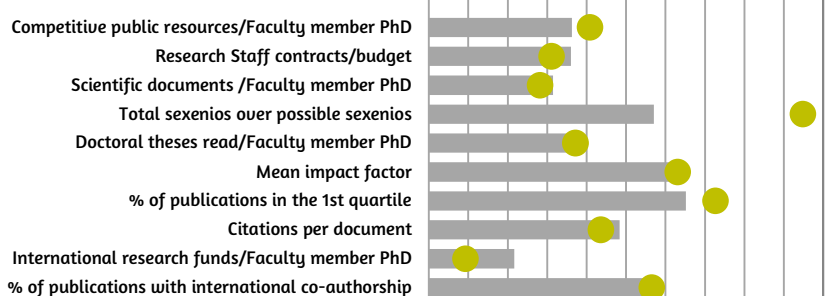 Competitive public resources/Faculty member PhD
Research Staff contracts/budget
Scientific documents /Faculty member PhD
Total sexenios over possible sexenios
Doctoral theses read/Faculty member PhD
Mean impact factor
% of publications in the 1st quartile
Citations per document
International research funds/Faculty member PhD
% of publications with international co-authorship